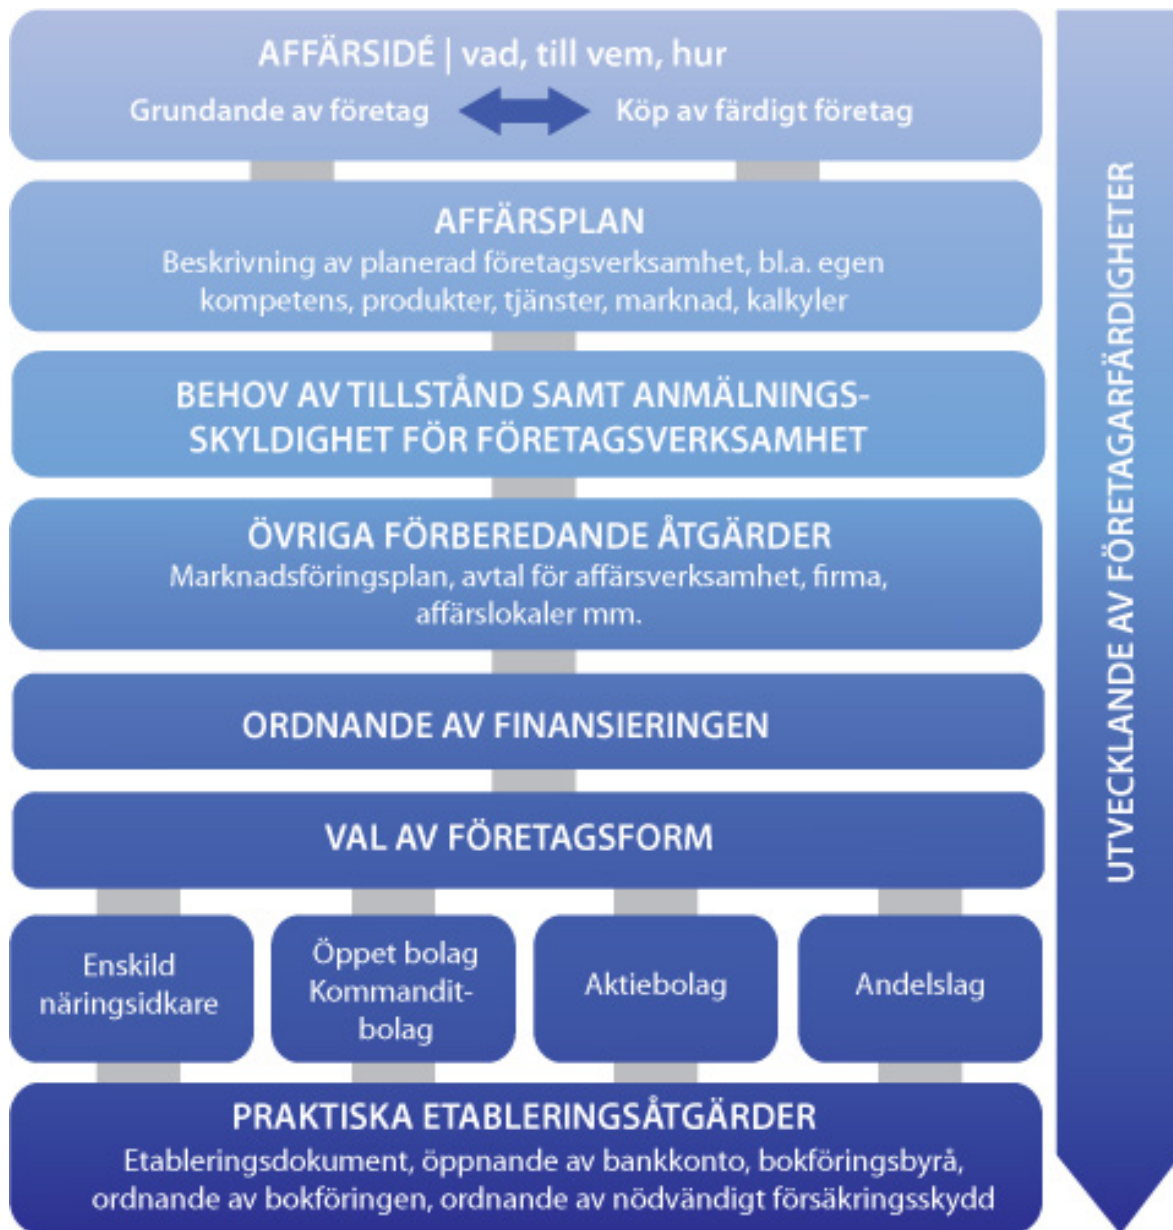 AFFÄRSIDÉ | vad, till vem, hur
Grundande av företag
Köp av färdigt företag
AFFÄRSPLAN
Beskrivning av planerad företagsverksamhet, bl.a. egen
kompetens, produkter, tjänster, marknad, kalkyler
BEHOV AV TILLSTÅND SAMT ANMÄLNINGS-
SKYLDIGHET FÖR FÖRETAGSVERKSAMHET
ÖVRIGA FÖRBEREDANDE ÅTGÄRDER
Marknadsföringsplan, avtal för affärsverksamhet, firma,
affärslokaler mm.
ORDNANDE AV FINANSIERINGEN
VAL AV FÖRETAGSFORM
Enskild
näringsidkare
Öppet bolag
Kommandit-
bolag
Aktiebolag
Andelslag
PRAKTISKA ETABLERINGSÅTGÄRDER
Etableringsdokument, öppnande av bankkonto, bokföringsbyrå,
ordnande av bokföringen, ordnande av nödvändigt försäkringsskydd
UTVECKLANDE AV FÖRETAGARFÄRDIGHETER